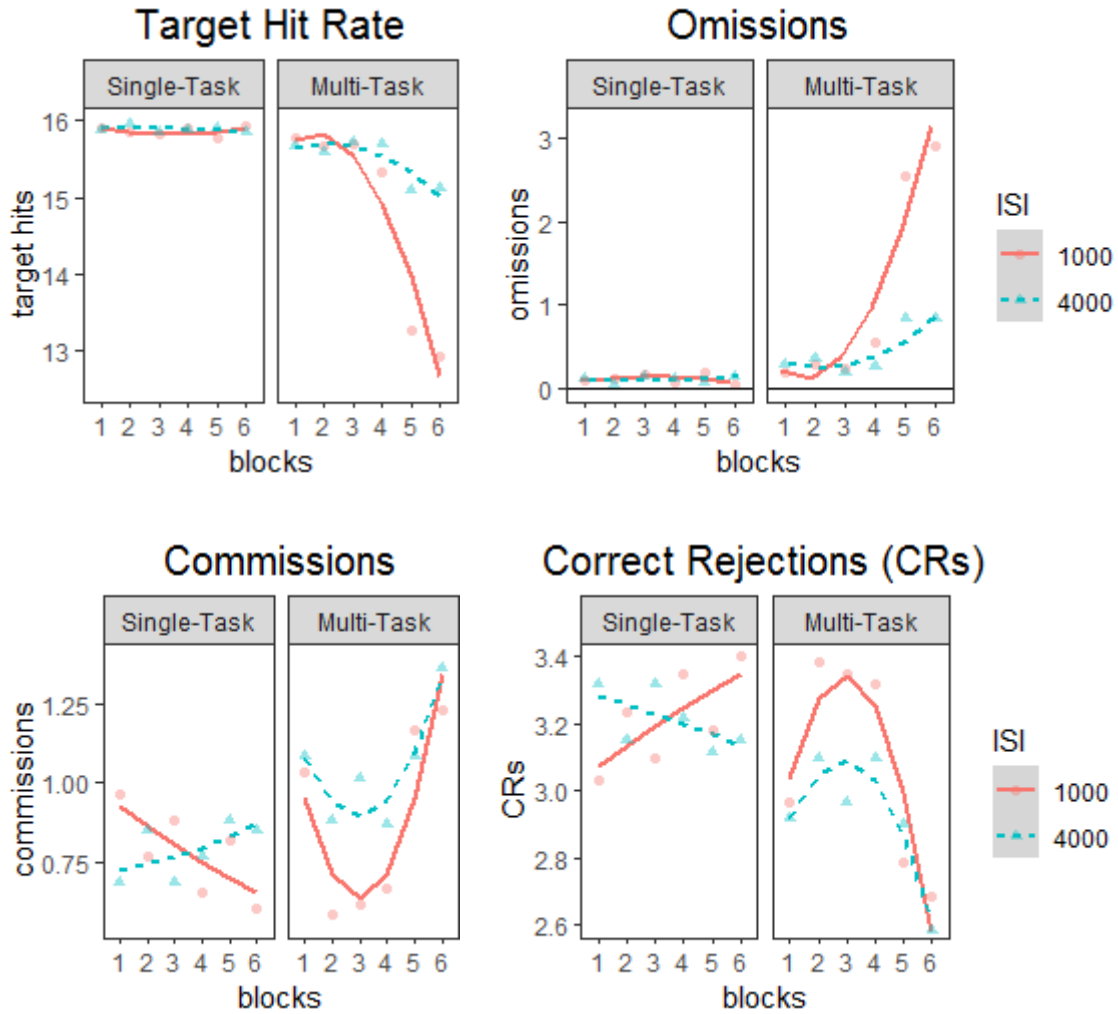 Target Hit Rate
Single-Task Multi-Task
16
15
14
13
target hits
1 2 3 4 5 6 1 2 3 4 5 6
blocks
Omissions
Single-Task Multi-Task
3
2
1
0
omissions
1 2 3 4 5 6 1 2 3 4 5 6
blocks
ISI
1000
4000
Commissions
Single-Task Multi-Task
1.25
1.00
0.75
commissions
1 2 3 4 5 6 1 2 3 4 5 6
blocks
Correct Rejections (CRs)
Single-Task Multi-Task
3.4
3.2
3.0
2.8
2.6
CRs
1 2 3 4 5 6 1 2 3 4 5 6
blocks
ISI
1000
4000